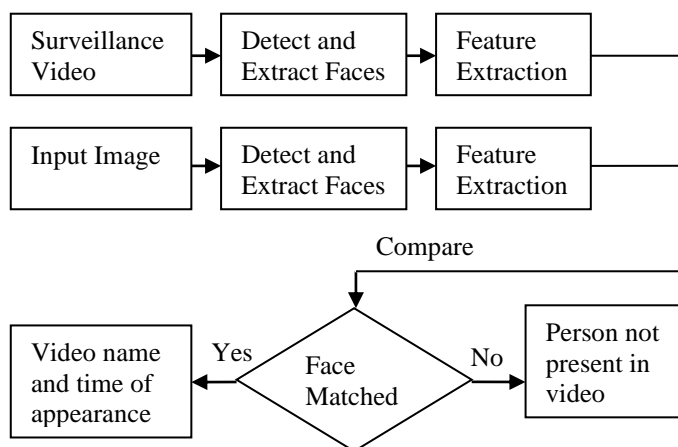 Surveillance
Video
Detect and
Extract Faces
Feature
Extraction
Input Image
Detect and
Extract Faces
Feature
Extraction
Compare
Video name
and time of
appearance
Yes
Face
Matched
No
Person not
present in
video